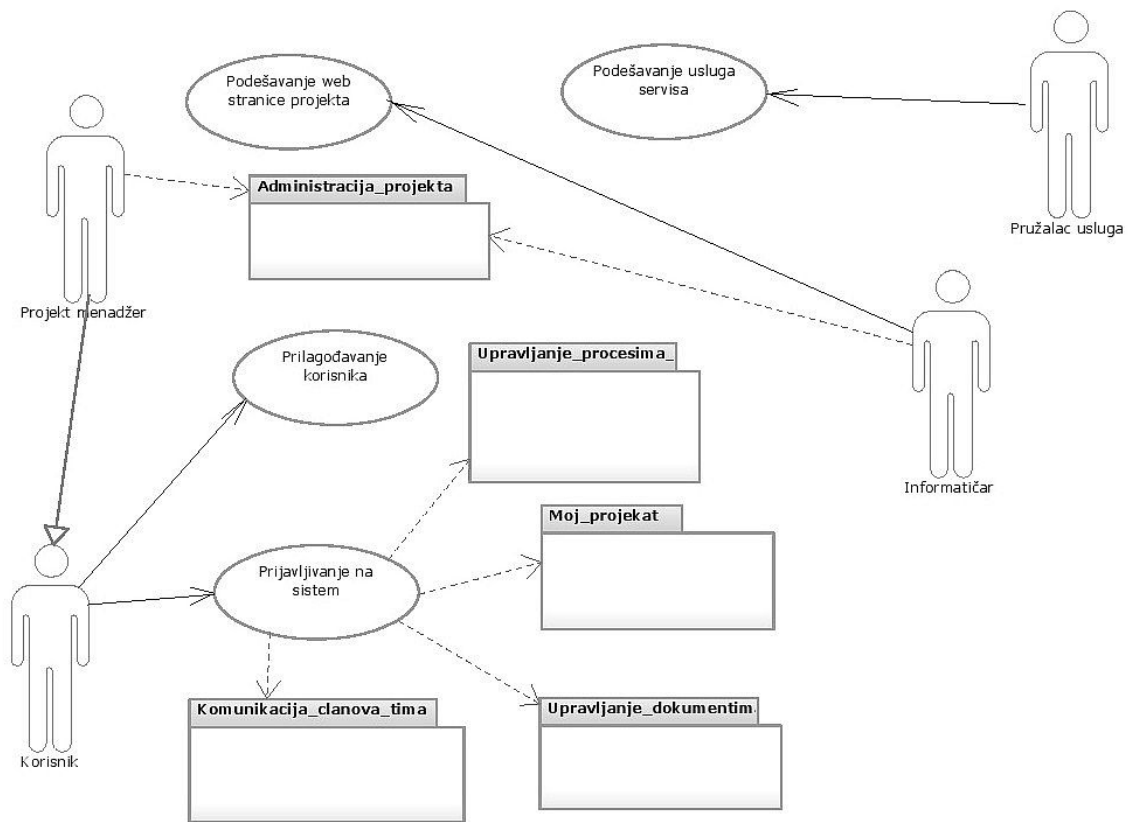 Podešavanje web
stranice projekta
Podešavanje usluga
servisa
Pružalac usluga
Administracija_projekta
Projekt menadžer
Informatičar
Prilagođavanje
korisnika
Upravljanje_procesima_
Moj_projekat
Prijavljivanje na
sistem
Korisnik
Komunikacija_clanova_tima
Upravljanje_dokumentim